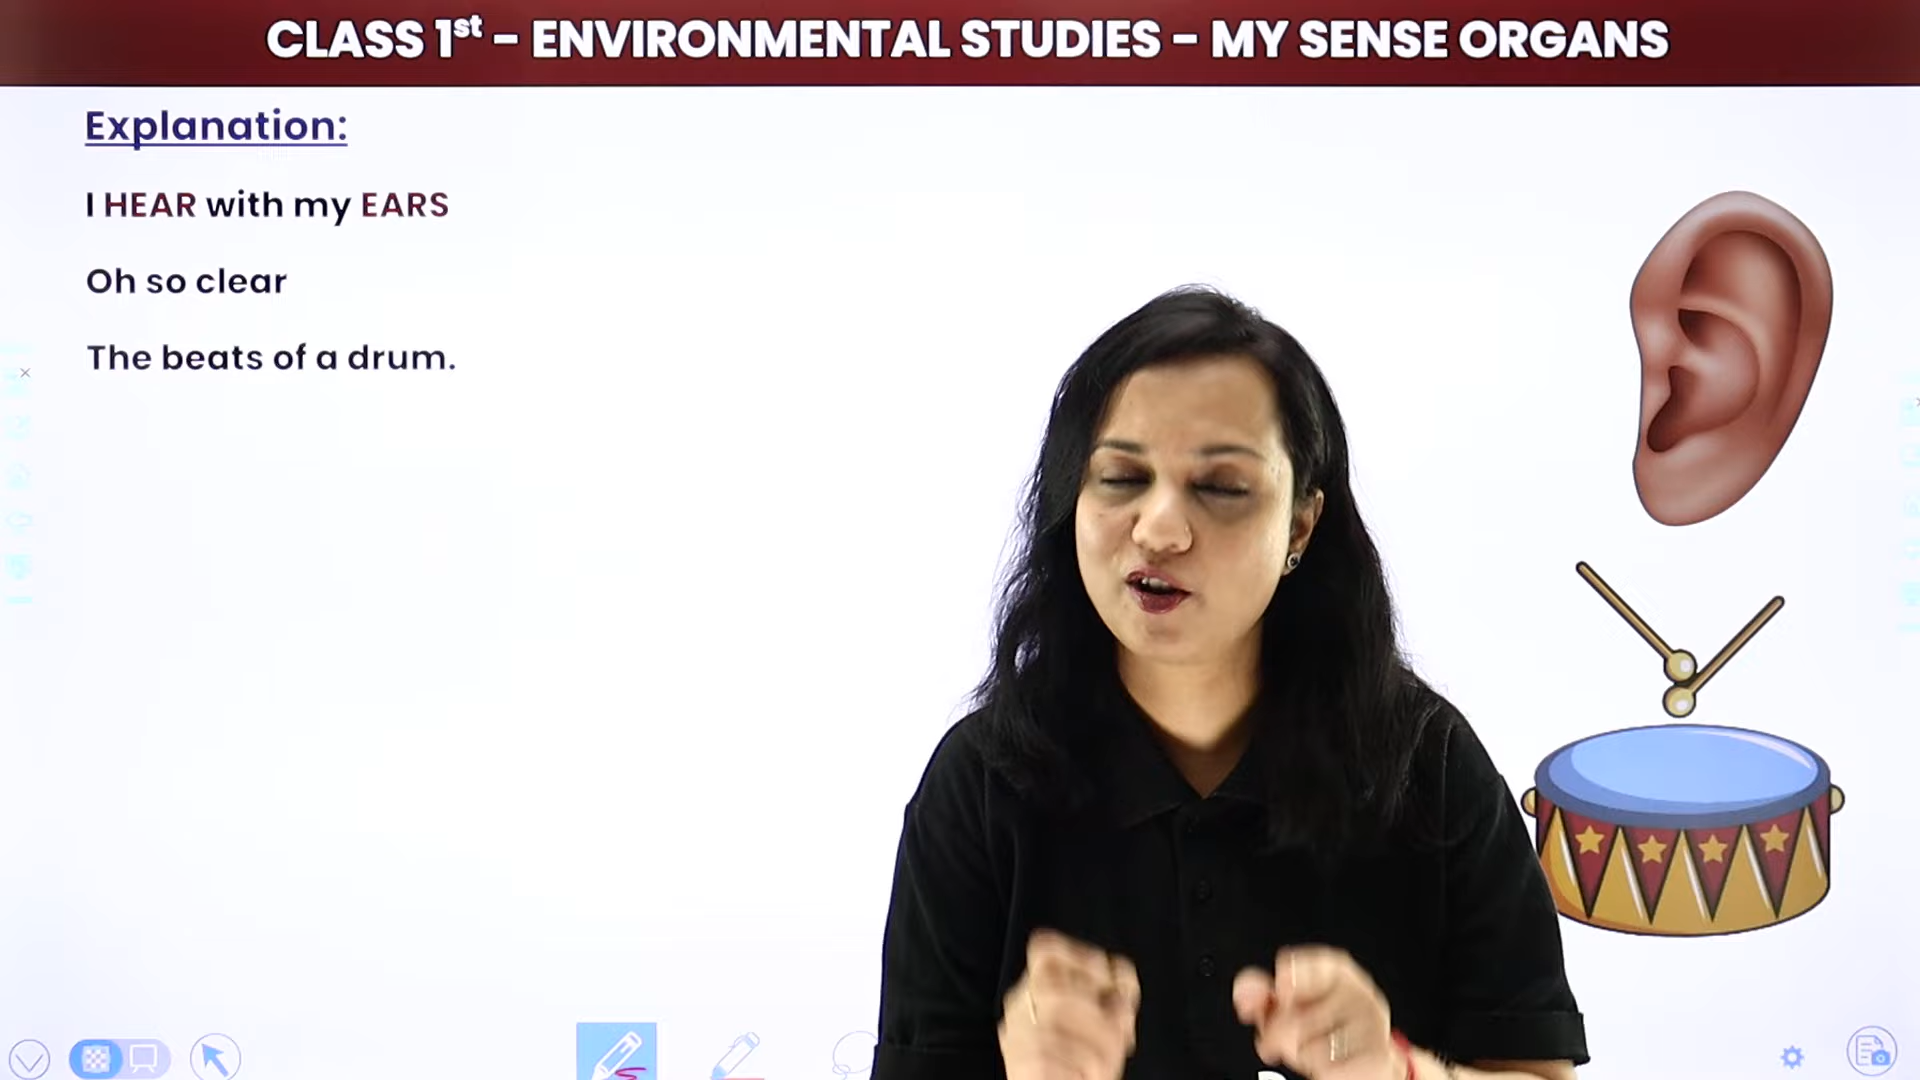 CLASS 1st – ENVIRONMENTAL STUDIES – MY SENSE ORGANS
Explanation:
I HEAR with my EARS
Oh so clear
The beats of a drum.